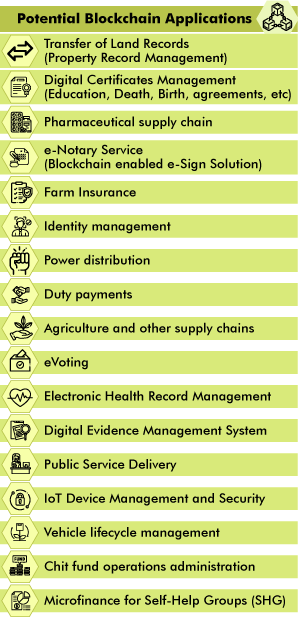 Potential Blockchain Applications
Transfer of Land Records
(Property Record Management)
Digital Certificates Management
(Education, Death, Birth, agreements, etc)
Pharmaceutical supply chain
e-Notary Service
(Blockchain enabled e-Sign Solution)
Farm Insurance
Identity management
Power distribution
Duty payments
Agriculture and other supply chains
eVoting
Electronic Health Record Management
Digital Evidence Management System
Public Service Delivery
IoT Device Management and Security
Vehicle lifecycle management
FUND
Chit fund operations administration
Microfinance for Self-Help Groups (SHG)